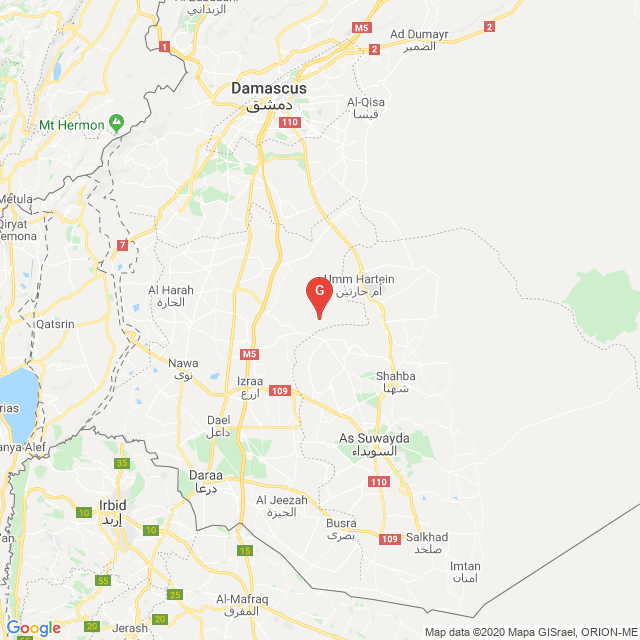 الزبداني
M5
Ad Dumayr
الضمير
2
2
1
Damascus
دمشق
Al-Qisa
قيسا
Mt Hermon
110
Metula
Qiryat
7
Umm Hartein
أم حارتين
G
Al Harah
الحارة
Qatsrin
M5
Nawa
نوى
Izraa
ازرع
109
Shahba
شهبا
Dael
داعل
As Suwayda
السويداء
anya Alef
35
Daraa
درعا
110
Irbid
إربد
10
10
Al Jeezah
الجيزة
Busra
بصرى
109
Salkhad
صلخد
15
25
Imtan
امتان
55
20
Al-Mafraq
المفرق
10
20
20
Jerash
Google
Map data ©2020 Mapa GISrael, ORION-ME